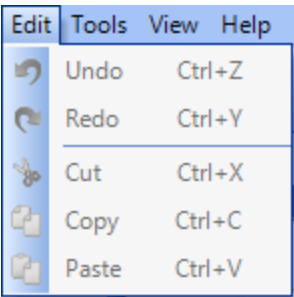 Edit Tools View Help
Undo Ctrl+Z
Redo Ctrl+Y
Cut Ctrl+X
Copy Ctrl+C
Paste Ctrl+V